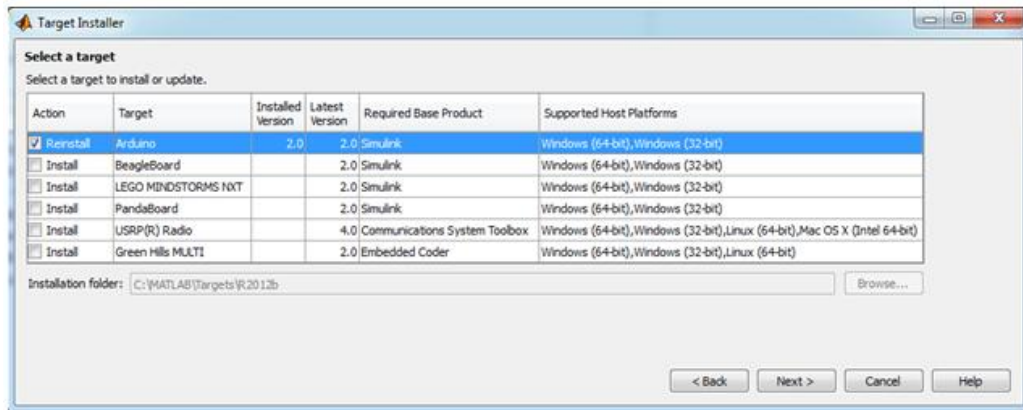 Target Installer
Select a target
Select a target to install or update.
Action Target Installed Version Latest Version Required Base Product Supported Host Platforms
Reinstall Arduino 2.0 2.0 Simulink Windows (64-bit),Windows (32-bit)
Install BeagleBoard 2.0 Simulink Windows (64-bit),Windows (32-bit)
Install LEGO MINDSTORMS NXT 2.0 Simulink Windows (64-bit),Windows (32-bit)
Install PandaBoard 2.0 Simulink Windows (64-bit),Windows (32-bit)
Install USRP(R) Radio 4.0 Communications System Toolbox Windows (64-bit),Windows (32-bit),Linux (64-bit),Mac OS X (Intel 64-bit)
Install Green Hills MULTI 2.0 Embedded Coder Windows (64-bit),Windows (32-bit),Linux (64-bit)
Installation folder: C:\MATLAB\Targets\R2012b Browse...
< Back Next > Cancel Help